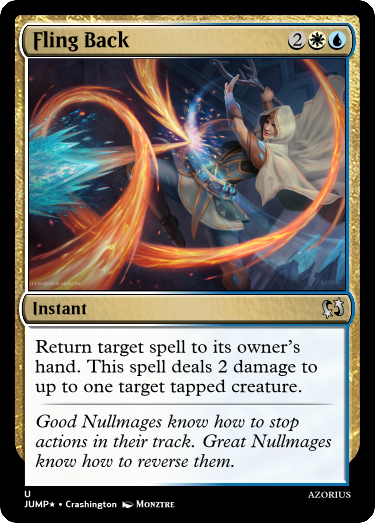 Fling Back 2
Instant
Return target spell to its owner's
hand. This spell deals 2 damage to
up to one target tapped creature.
Good Nullmages know how to stop
actions in their track. Great Nullmages
know how to reverse them.
U
JUMP★ • Crashington MONZTRE
AZORIUS